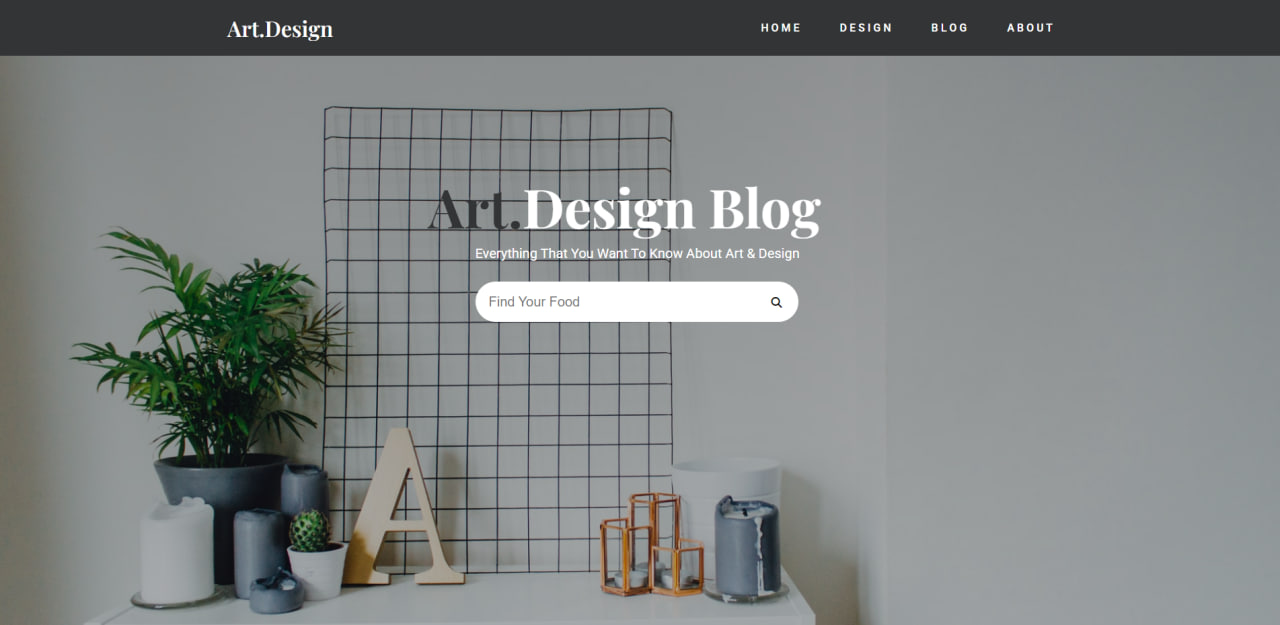 Art.Design
HOME DESIGN BLOG ABOUT
Art.Design Blog
Everything That You Want To Know About Art & Design
Find Your Food
A